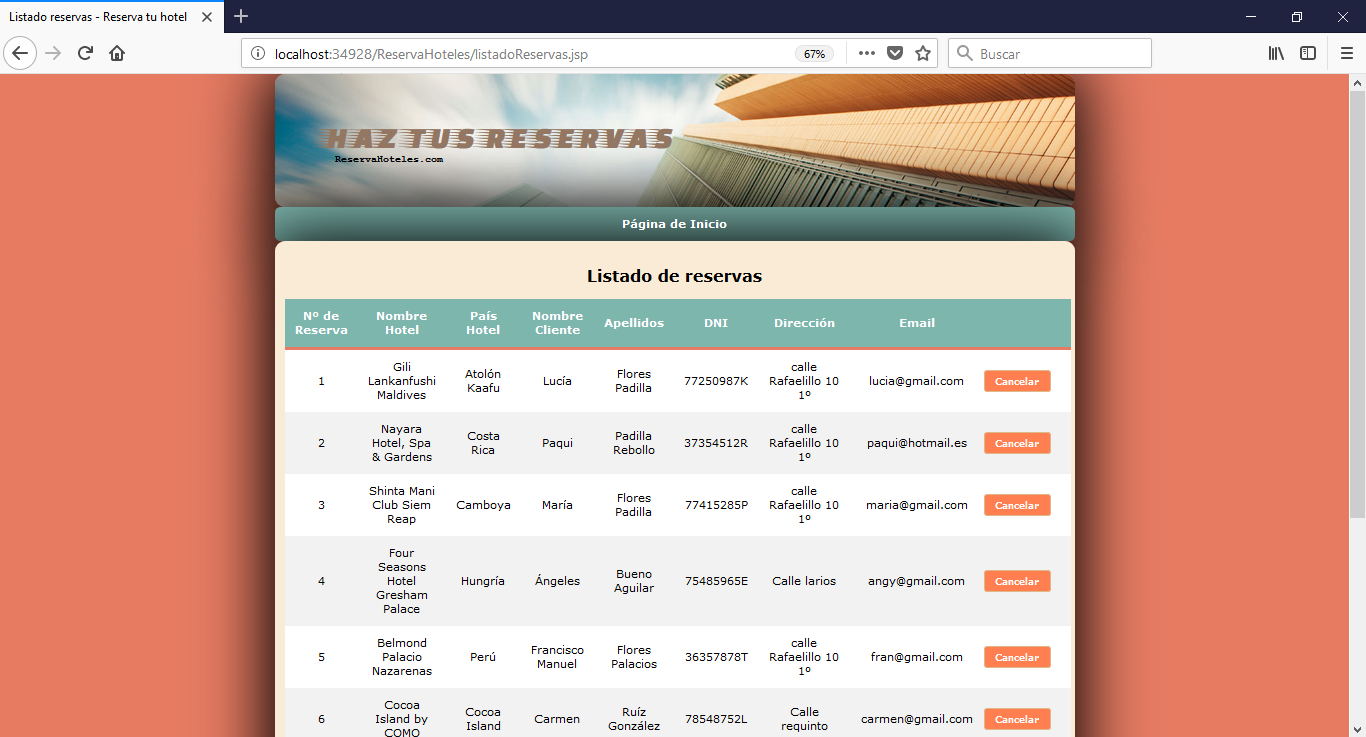 Listado reservas - Reserva tu hotel
localhost:34928/ReservaHoteles/listadoReservas.jsp
67%
Buscar
HAZ TUS RESERVAS
ReservaHoteles.com
Página de Inicio
Listado de reservas
Nº de Reserva Nombre Hotel País Hotel Nombre Cliente Apellidos DNI Dirección Email
1 Gili Lankanfushi Maldives Atolón Kaafu Lucía Flores Padilla 77250987K calle Rafaelillo 10 1º lucia@gmail.com Cancelar
2 Nayara Hotel, Spa & Gardens Costa Rica Paqui Padilla Rebollo 37354512R calle Rafaelillo 10 1º paqui@hotmail.es Cancelar
3 Shinta Mani Club Siem Reap Camboya María Flores Padilla 77415285P calle Rafaelillo 10 1º maria@gmail.com Cancelar
4 Four Seasons Hotel Gresham Palace Hungría Ángeles Bueno Aguilar 75485965E Calle larios angy@gmail.com Cancelar
5 Belmond Palacio Nazarenas Perú Francisco Manuel Flores Palacios 36357878T calle Rafaelillo 10 1º fran@gmail.com Cancelar
6 Cocoa Island by COMO Cocoa Island Carmen Ruíz González 78548752L Calle requinto carmen@gmail.com Cancelar